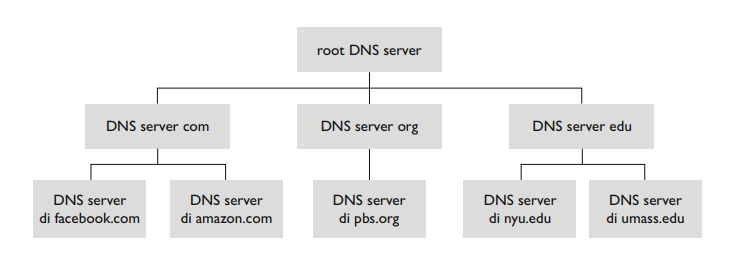 root DNS server
DNS server com
DNS server org
DNS server edu
DNS server
di facebook.com
DNS server
di amazon.com
DNS server
di pbs.org
DNS server
di nyu.edu
DNS server
di umass.edu